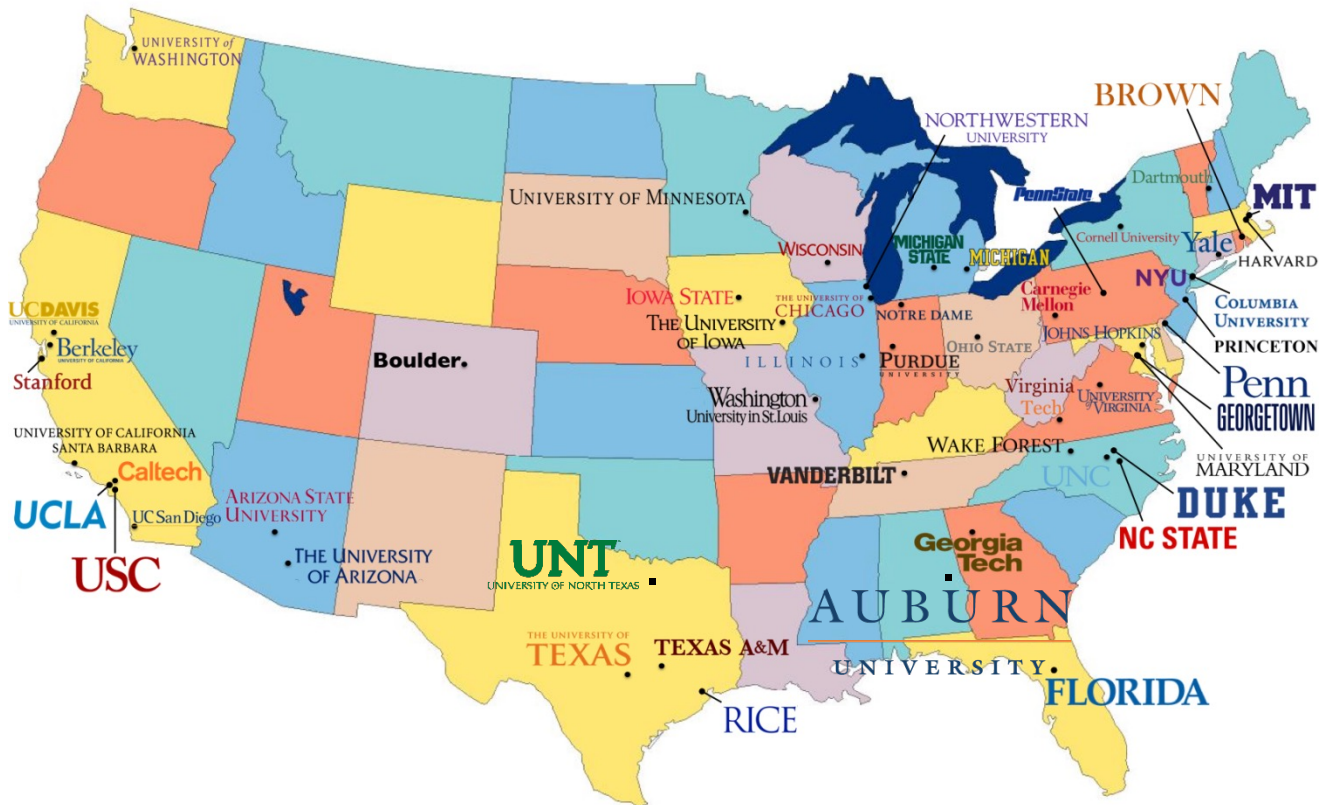 UNIVERSITY of
WASHINGTON
BROWN
NORTHWESTERN
UNIVERSITY
Dartmouth
PennState
UNIVERSITY OF MINNESOTA
MIT
WISCONSIN
MICHIGAN
STATE
MICHIGAN
Cornell University
Yale
HARVARD
NYU
UCDAVIS
UNIVERSITY OF CALIFORNIA
IOWA STATE
THE UNIVERSITY OF
CHICAGO
NOTRE DAME
Carnegie
Mellon
COLUMBIA
UNIVERSITY
THE UNIVERSITY
OF IOWA
JOHNS HOPKINS
OHIO STATE
PRINCETON
Berkeley
UNIVERSITY OF CALIFORNIA
Boulder
ILLINOIS
PURDUE
UNIVERSITY
Stanford
Penn
Virginia
Tech
UNIVERSITY
VIRGINIA
GEORGETOWN
Washington
University in St. Louis
UNIVERSITY OF CALIFORNIA
SANTA BARBARA
WAKE FOREST
UNIVERSITY OF
MARYLAND
Caltech
VANDERBILT
UNC
DUKE
UCLA
UC San Diego
ARIZONA STATE
UNIVERSITY
NC STATE
USC
THE UNIVERSITY
OF ARIZONA
UNT
UNIVERSITY OF NORTH TEXAS
Georgia
Tech
AUBURN
UNIVERSITY
THE UNIVERSITY OF
TEXAS
TEXAS A&M
FLORIDA
RICE